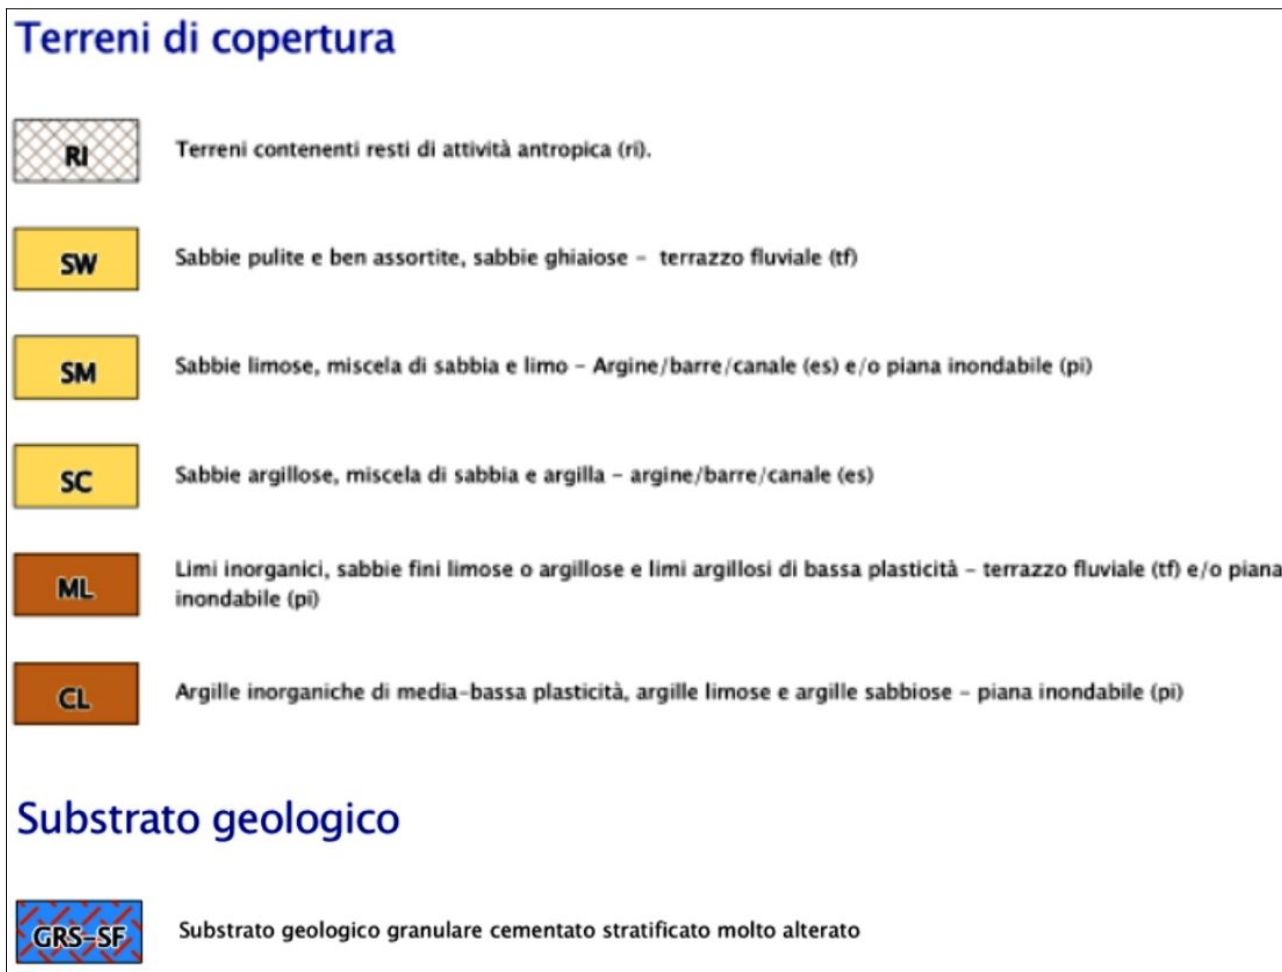 Terreni di copertura
RI
Terreni contenenti resti di attività antropica (ri).
SW
Sabbie pulite e ben assortite, sabbie ghiaiose – terrazzo fluviale (tf)
SM
Sabbie limose, miscela di sabbia e limo – Argine/barre/canale (es) e/o piana inondabile (pi)
SC
Sabbie argillose, miscela di sabbia e argilla – argine/barre/canale (es)
ML
Limi inorganici, sabbie fini limose o argillose e limi argillosi di bassa plasticità – terrazzo fluviale (tf) e/o piana
inondabile (pi)
CL
Argille inorganiche di media-bassa plasticità, argille limose e argille sabbiose – piana inondabile (pi)
Substrato geologico
GRS-SF
Substrato geologico granulare cementato stratificato molto alterato